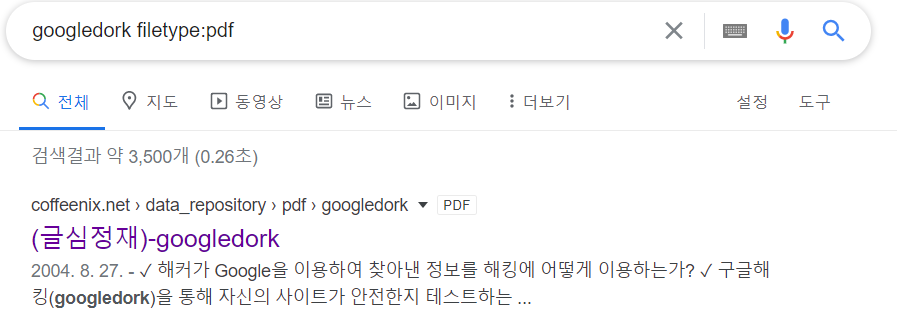 googledork filetype:pdf
전체 지도 동영상 뉴스 이미지 더보기 설정 도구
검색결과 약 3,500개 (0.26초)
coffeenix.net › data_repository › pdf › googledork PDF
(글심정재)-googledork
2004. 8. 27. - ✓ 해커가 Google을 이용하여 찾아낸 정보를 해킹에 어떻게 이용하는가? ✓ 구글해
킹(googledork)을 통해 자신의 사이트가 안전한지 테스트하는 ...